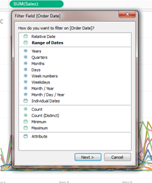 SUM(Sales)
Filter Field [Order Date]
How do you want to filter on [Order Date]?
Relative Date
Range of Dates
Years
Quarters
Months
Days
Week numbers
Weekdays
Month / Year
Month / Day / Year
Individual Dates
Count
Count (Distinct)
Minimum
Maximum
Attribute
Next >
Cancel